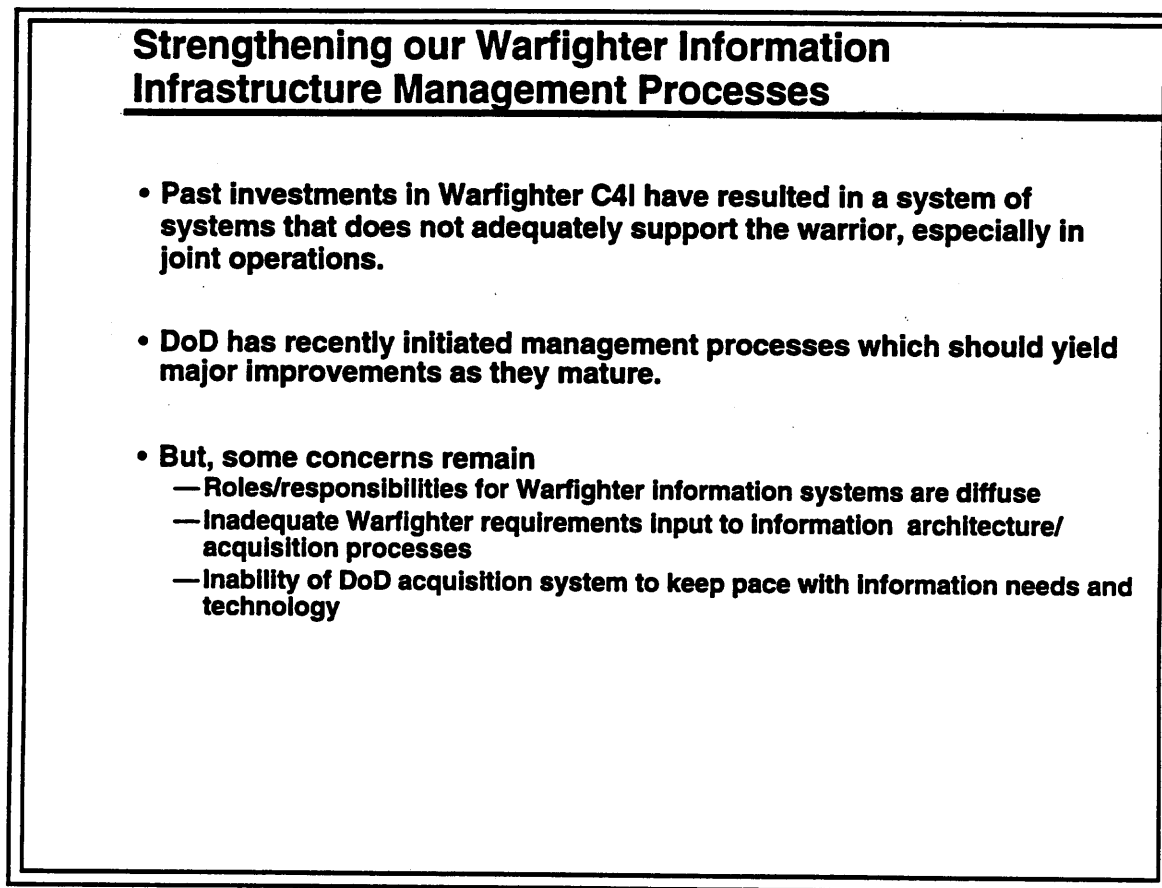 Strengthening our Warfighter Information
Infrastructure Management Processes
• Past investments in Warfighter C4I have resulted in a system of
systems that does not adequately support the warrior, especially in
joint operations.
• DoD has recently initiated management processes which should yield
major improvements as they mature.
• But, some concerns remain
—Roles/responsibilities for Warfighter information systems are diffuse
—Inadequate Warfighter requirements input to information architecture/
acquisition processes
—Inability of DoD acquisition system to keep pace with information needs and
technology